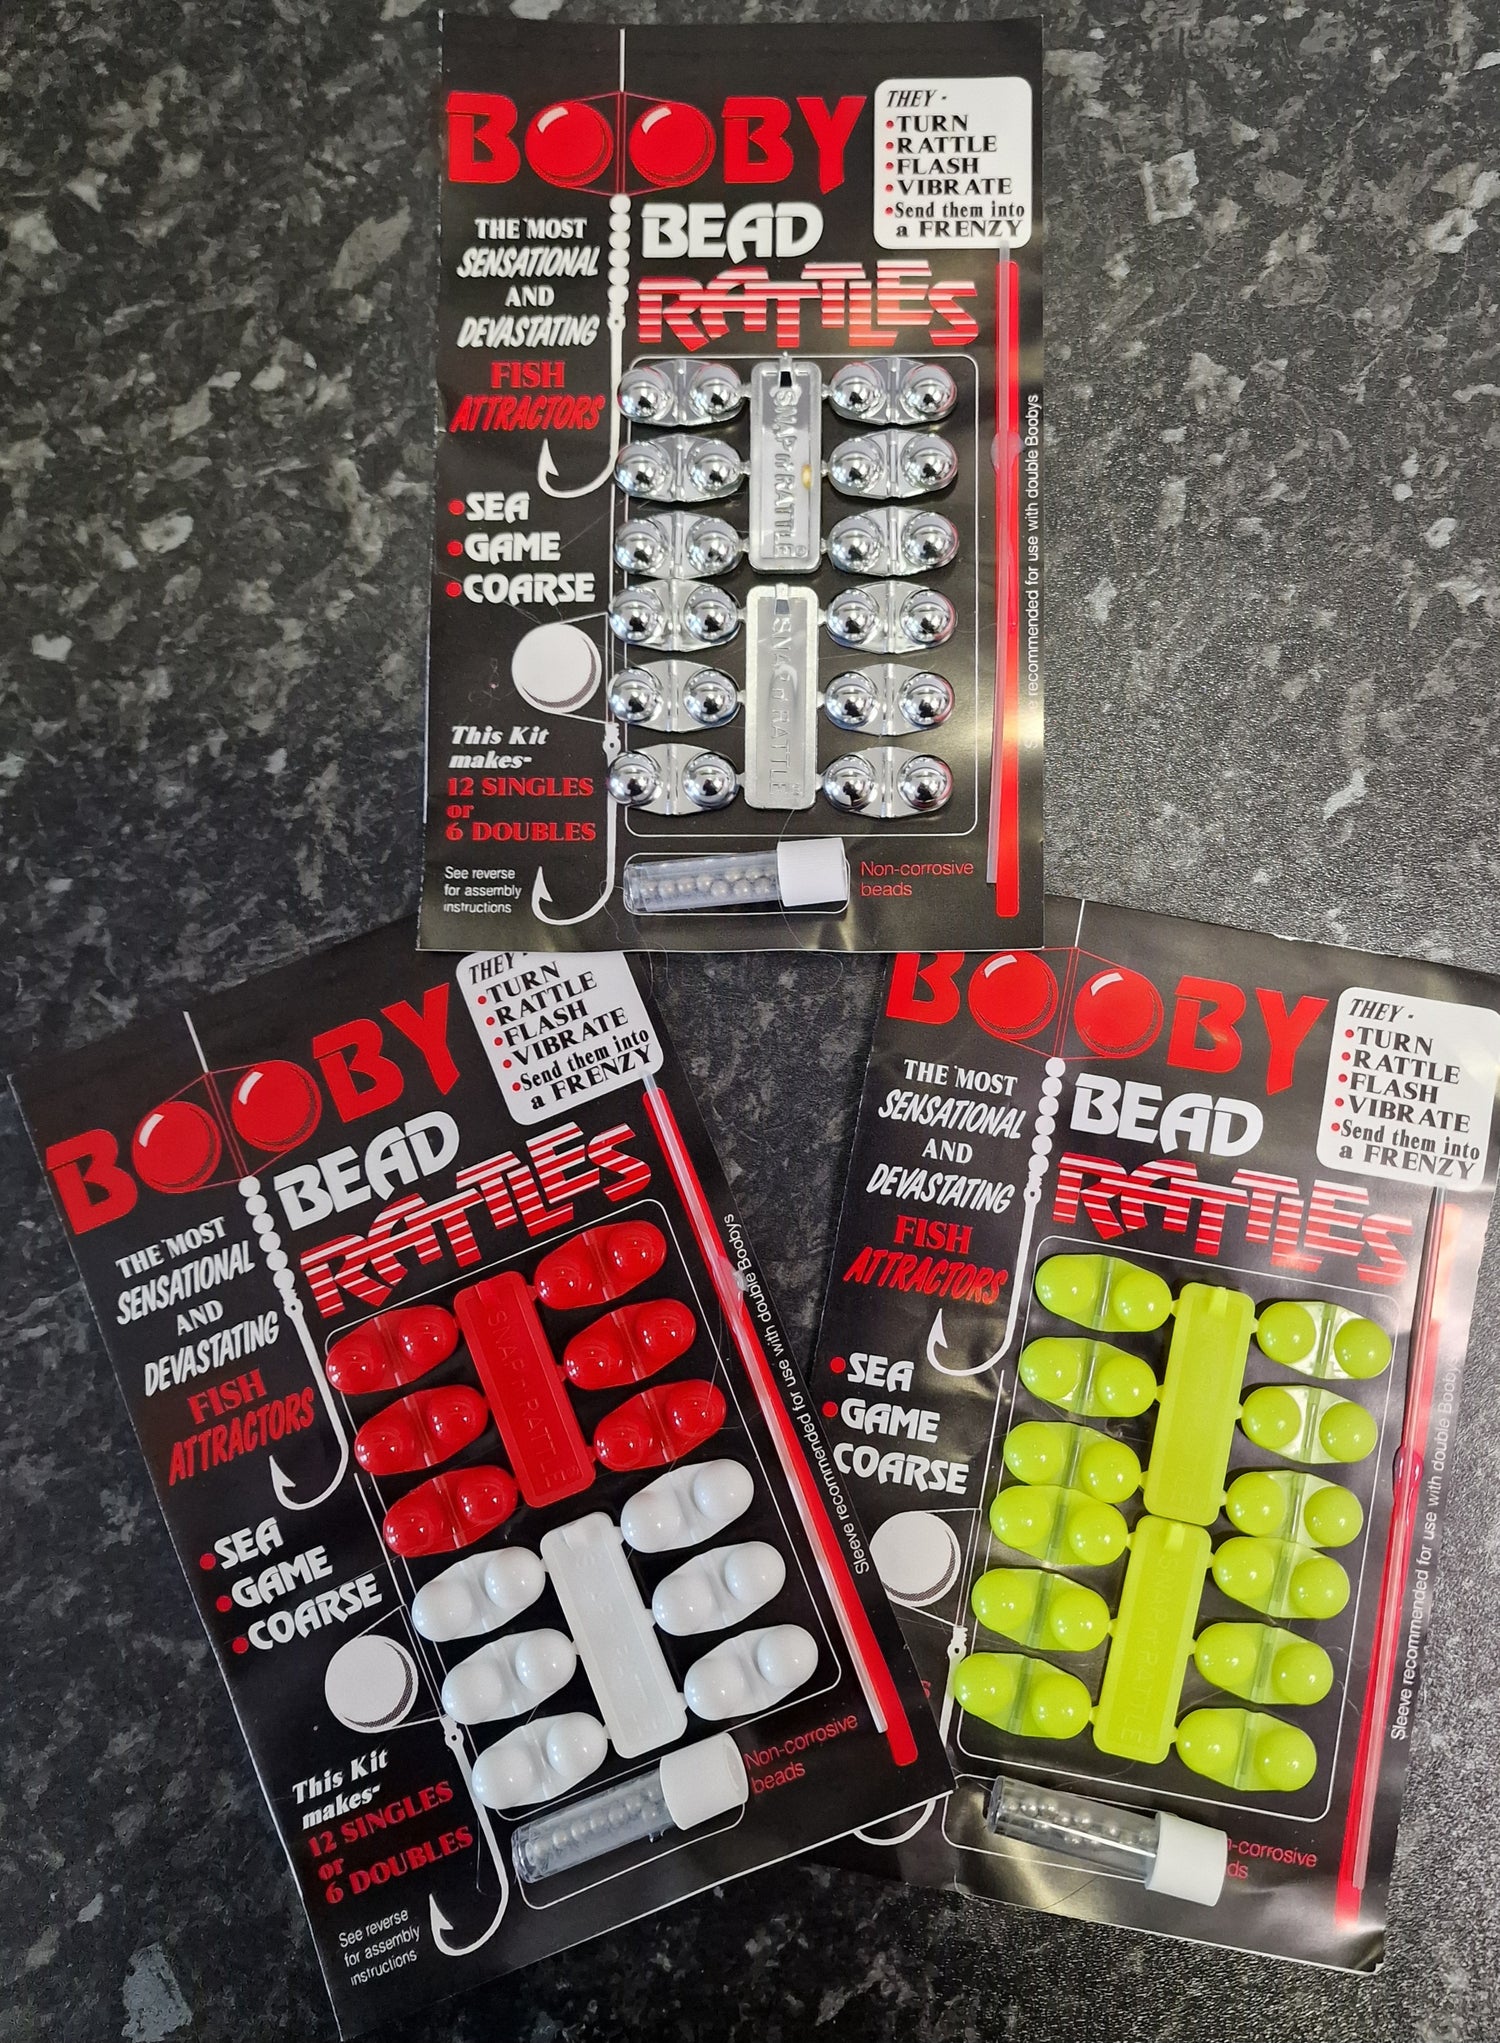 BOOBY
BEAD
RATTLES
THEY -
•TURN
•RATTLE
•FLASH
•VIBRATE
•Send them into
a FRENZY
THE MOST
SENSATIONAL
AND
DEVASTATING
FISH
ATTRACTORS
•SEA
•GAME
•COARSE
This Kit
makes-
12 SINGLES
or
6 DOUBLES
See reverse
for assembly
instructions
SNAP 'n' RATTLE
SNAP 'n' RATTLE
Non-corrosive
beads
recommended for use with double Boobys
BOOBY
BEAD
RATTLES
THEY -
•TURN
•RATTLE
•FLASH
•VIBRATE
•Send them into
a FRENZY
THE MOST
SENSATIONAL
AND
DEVASTATING
FISH
ATTRACTORS
•SEA
•GAME
•COARSE
This Kit
makes-
12 SINGLES
or
6 DOUBLES
See reverse
for assembly
instructions
SNAP 'n' RATTLE
Non-corrosive
beads
Sleeve recommended for use with double Boobys
BOOBY
BEAD
RATTLES
THEY -
•TURN
•RATTLE
•FLASH
•VIBRATE
•Send them into
a FRENZY
THE MOST
SENSATIONAL
AND
DEVASTATING
FISH
ATTRACTORS
•SEA
•GAME
COARSE
S
SNAP 'n' RATTLE
n-corrosive
ds
Sleeve recommended for use with double Booby